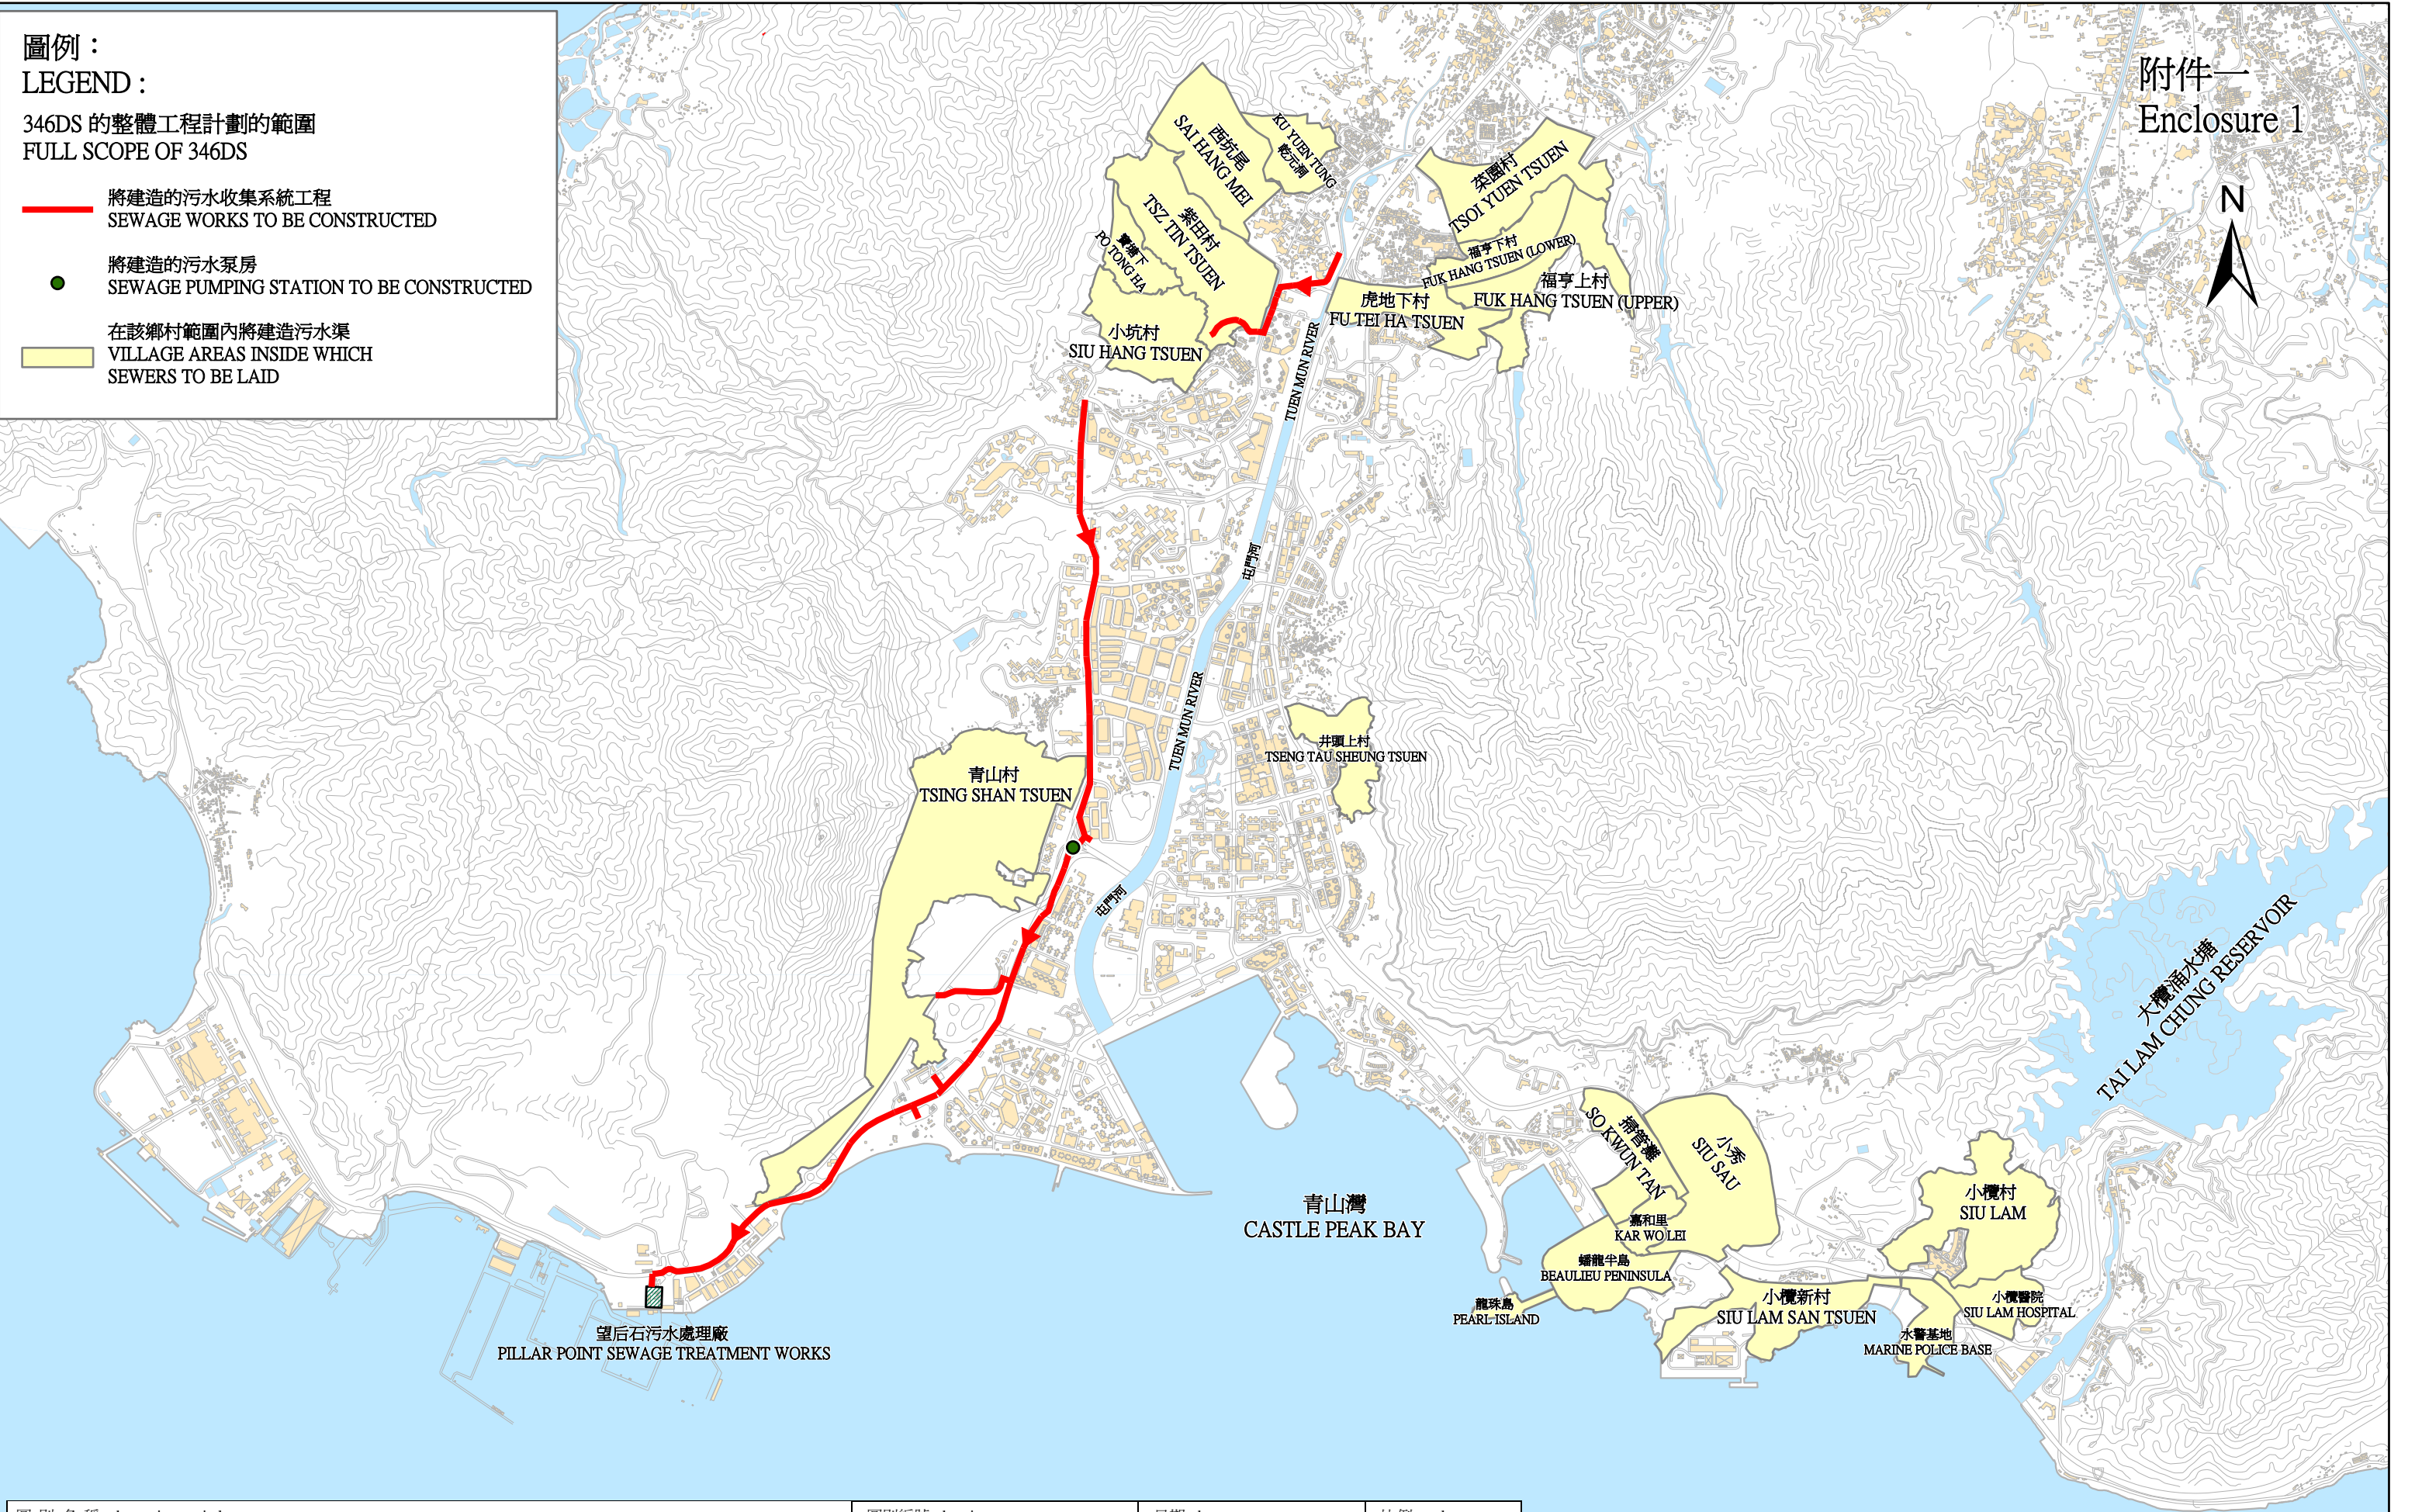 圖例：
LEGEND :
346DS 的整體工程計劃的範圍
FULL SCOPE OF 346DS
將建造的污水收集系統工程
SEWAGE WORKS TO BE CONSTRUCTED
將建造的污水泵房
SEWAGE PUMPING STATION TO BE CONSTRUCTED
在該鄉村範圍內將建造污水渠
VILLAGE AREAS INSIDE WHICH
SEWERS TO BE LAID
附件一
Enclosure 1
N
西坑尾
SAI HANG MEI
KU YUEN TUNG
乾元洞
紫田村
TSZ TIN TSUEN
寶塘下
PO TONG HA
小坑村
SIU HANG TSUEN
菜園村
TSOI YUEN TSUEN
福亨下村
FUK HANG TSUEN (LOWER)
福亨上村
FUK HANG TSUEN (UPPER)
虎地下村
FU TEI HA TSUEN
TUEN MUN RIVER
屯門河
TUEN MUN RIVER
屯門河
井頭上村
TSENG TAU SHEUNG TSUEN
青山村
TSING SHAN TSUEN
大欖涌水塘
TAI LAM CHUNG RESERVOIR
掃管灘
SO KWUN TAN
小秀
SIU SAU
嘉和里
KAR WO LEI
蟠龍半島
BEAULIEU PENINSULA
龍珠島
PEARL ISLAND
小欖村
SIU LAM
小欖新村
SIU LAM SAN TSUEN
小欖醫院
SIU LAM HOSPITAL
水警基地
MARINE POLICE BASE
青山灣
CASTLE PEAK BAY
望后石污水處理廠
PILLAR POINT SEWAGE TREATMENT WORKS